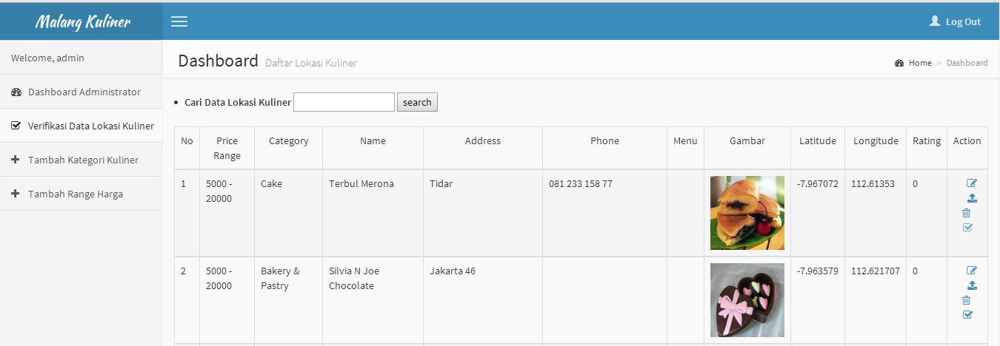 Malang Kuliner
Log Out
Welcome, admin
Dashboard Administrator
Verifikasi Data Lokasi Kuliner
Tambah Kategori Kuliner
Tambah Range Harga
Dashboard Daftar Lokasi Kuliner
Home > Dashboard
Cari Data Lokasi Kuliner search
No Price Range Category Name Address Phone Menu Gambar Latitude Longitude Rating Action
1 5000 - 20000 Cake Terbul Merona Tidar 081 233 158 77 -7.967072 112.61353 0
2 5000 - 20000 Bakery & Pastry Silvia N Joe Chocolate Jakarta 46 -7.963579 112.621707 0